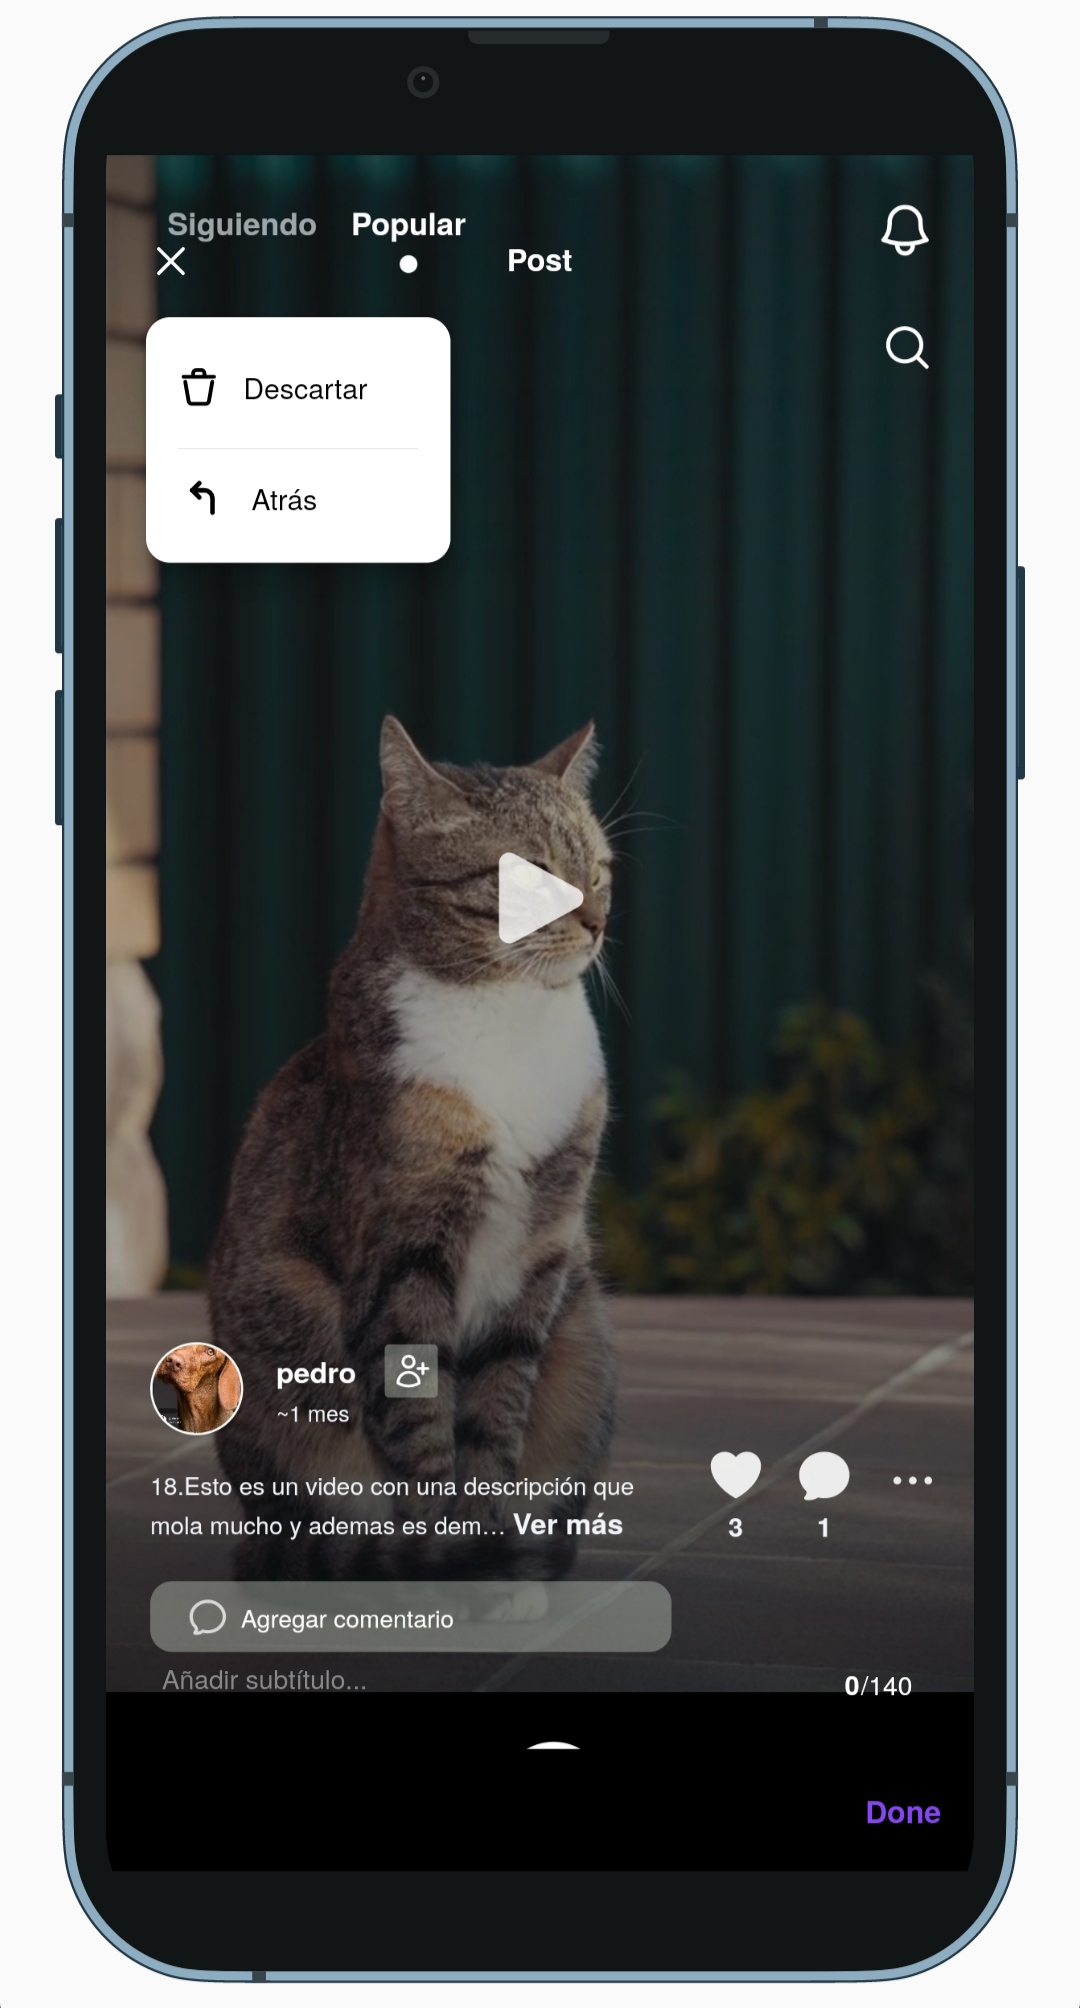 Siguiendo Popular
Post
Descartar
Atrás
pedro
~1 mes
18.Esto es un video con una descripción que
mola mucho y ademas es dem... Ver más
3 1
Agregar comentario
Añadir subtítulo...
0/140
Done